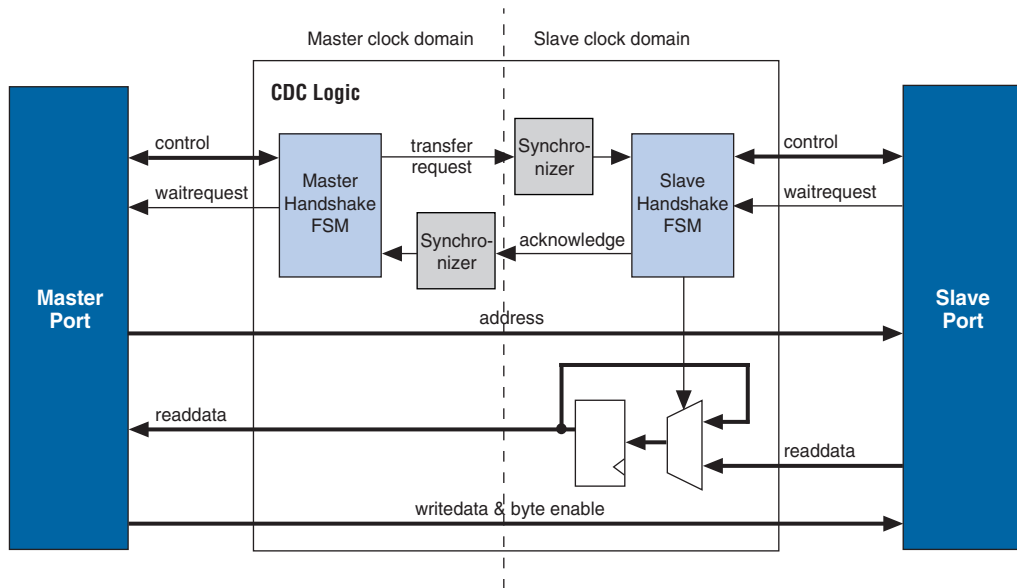 Master clock domain
Slave clock domain
CDC Logic
control
transfer
request
Synchro-
nizer
control
waitrequest
Master
Handshake
FSM
Slave
Handshake
FSM
waitrequest
Synchro-
nizer
acknowledge
Master
Port
address
Slave
Port
readdata
readdata
writedata & byte enable